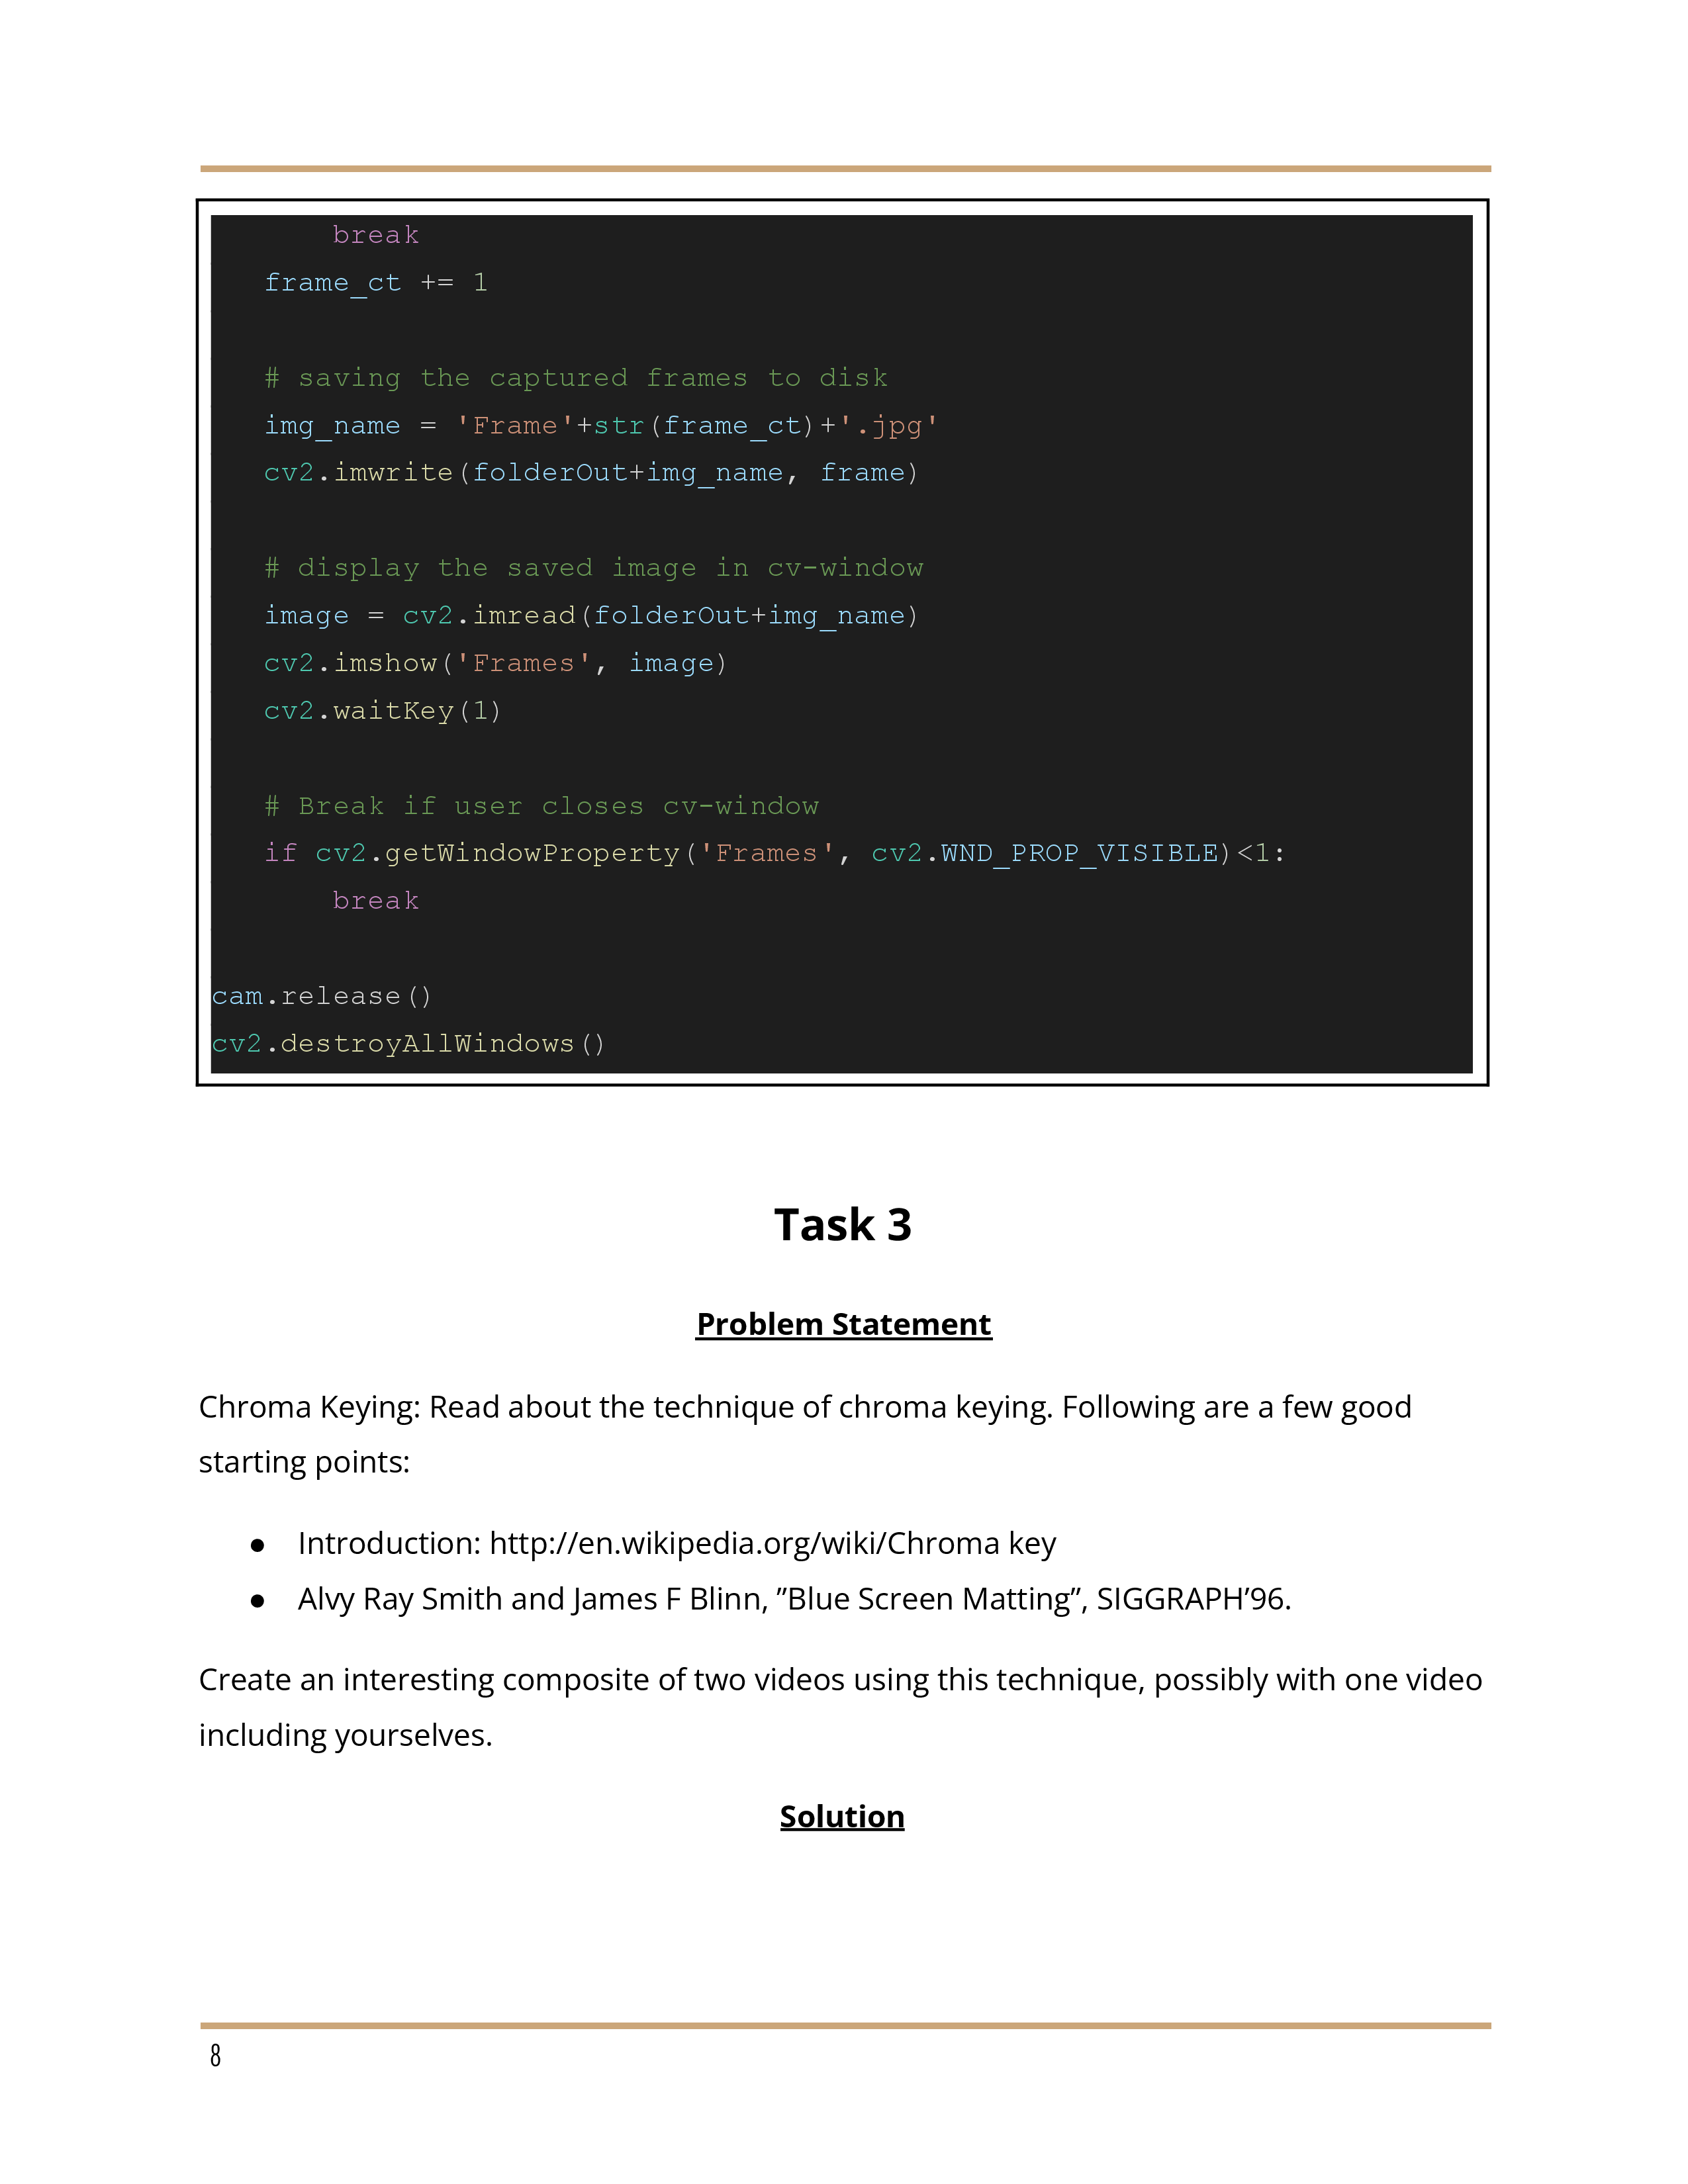 break
    frame_ct += 1
    # saving the captured frames to disk
    img_name = 'Frame'+str(frame_ct)+'.jpg'
    cv2.imwrite(folderOut+img_name, frame)
    # display the saved image in cv-window
    image = cv2.imread(folderOut+img_name)
    cv2.imshow('Frames', image)
    cv2.waitKey(1)
    # Break if user closes cv-window
    if cv2.getWindowProperty('Frames', cv2.WND_PROP_VISIBLE)<1:
        break
cam.release()
cv2.destroyAllWindows()
Task 3
Problem Statement
Chroma Keying: Read about the technique of chroma keying. Following are a few good
starting points:
● Introduction: http://en.wikipedia.org/wiki/Chroma key
● Alvy Ray Smith and James F Blinn, ”Blue Screen Matting”, SIGGRAPH’96.
Create an interesting composite of two videos using this technique, possibly with one video
including yourselves.
Solution
8